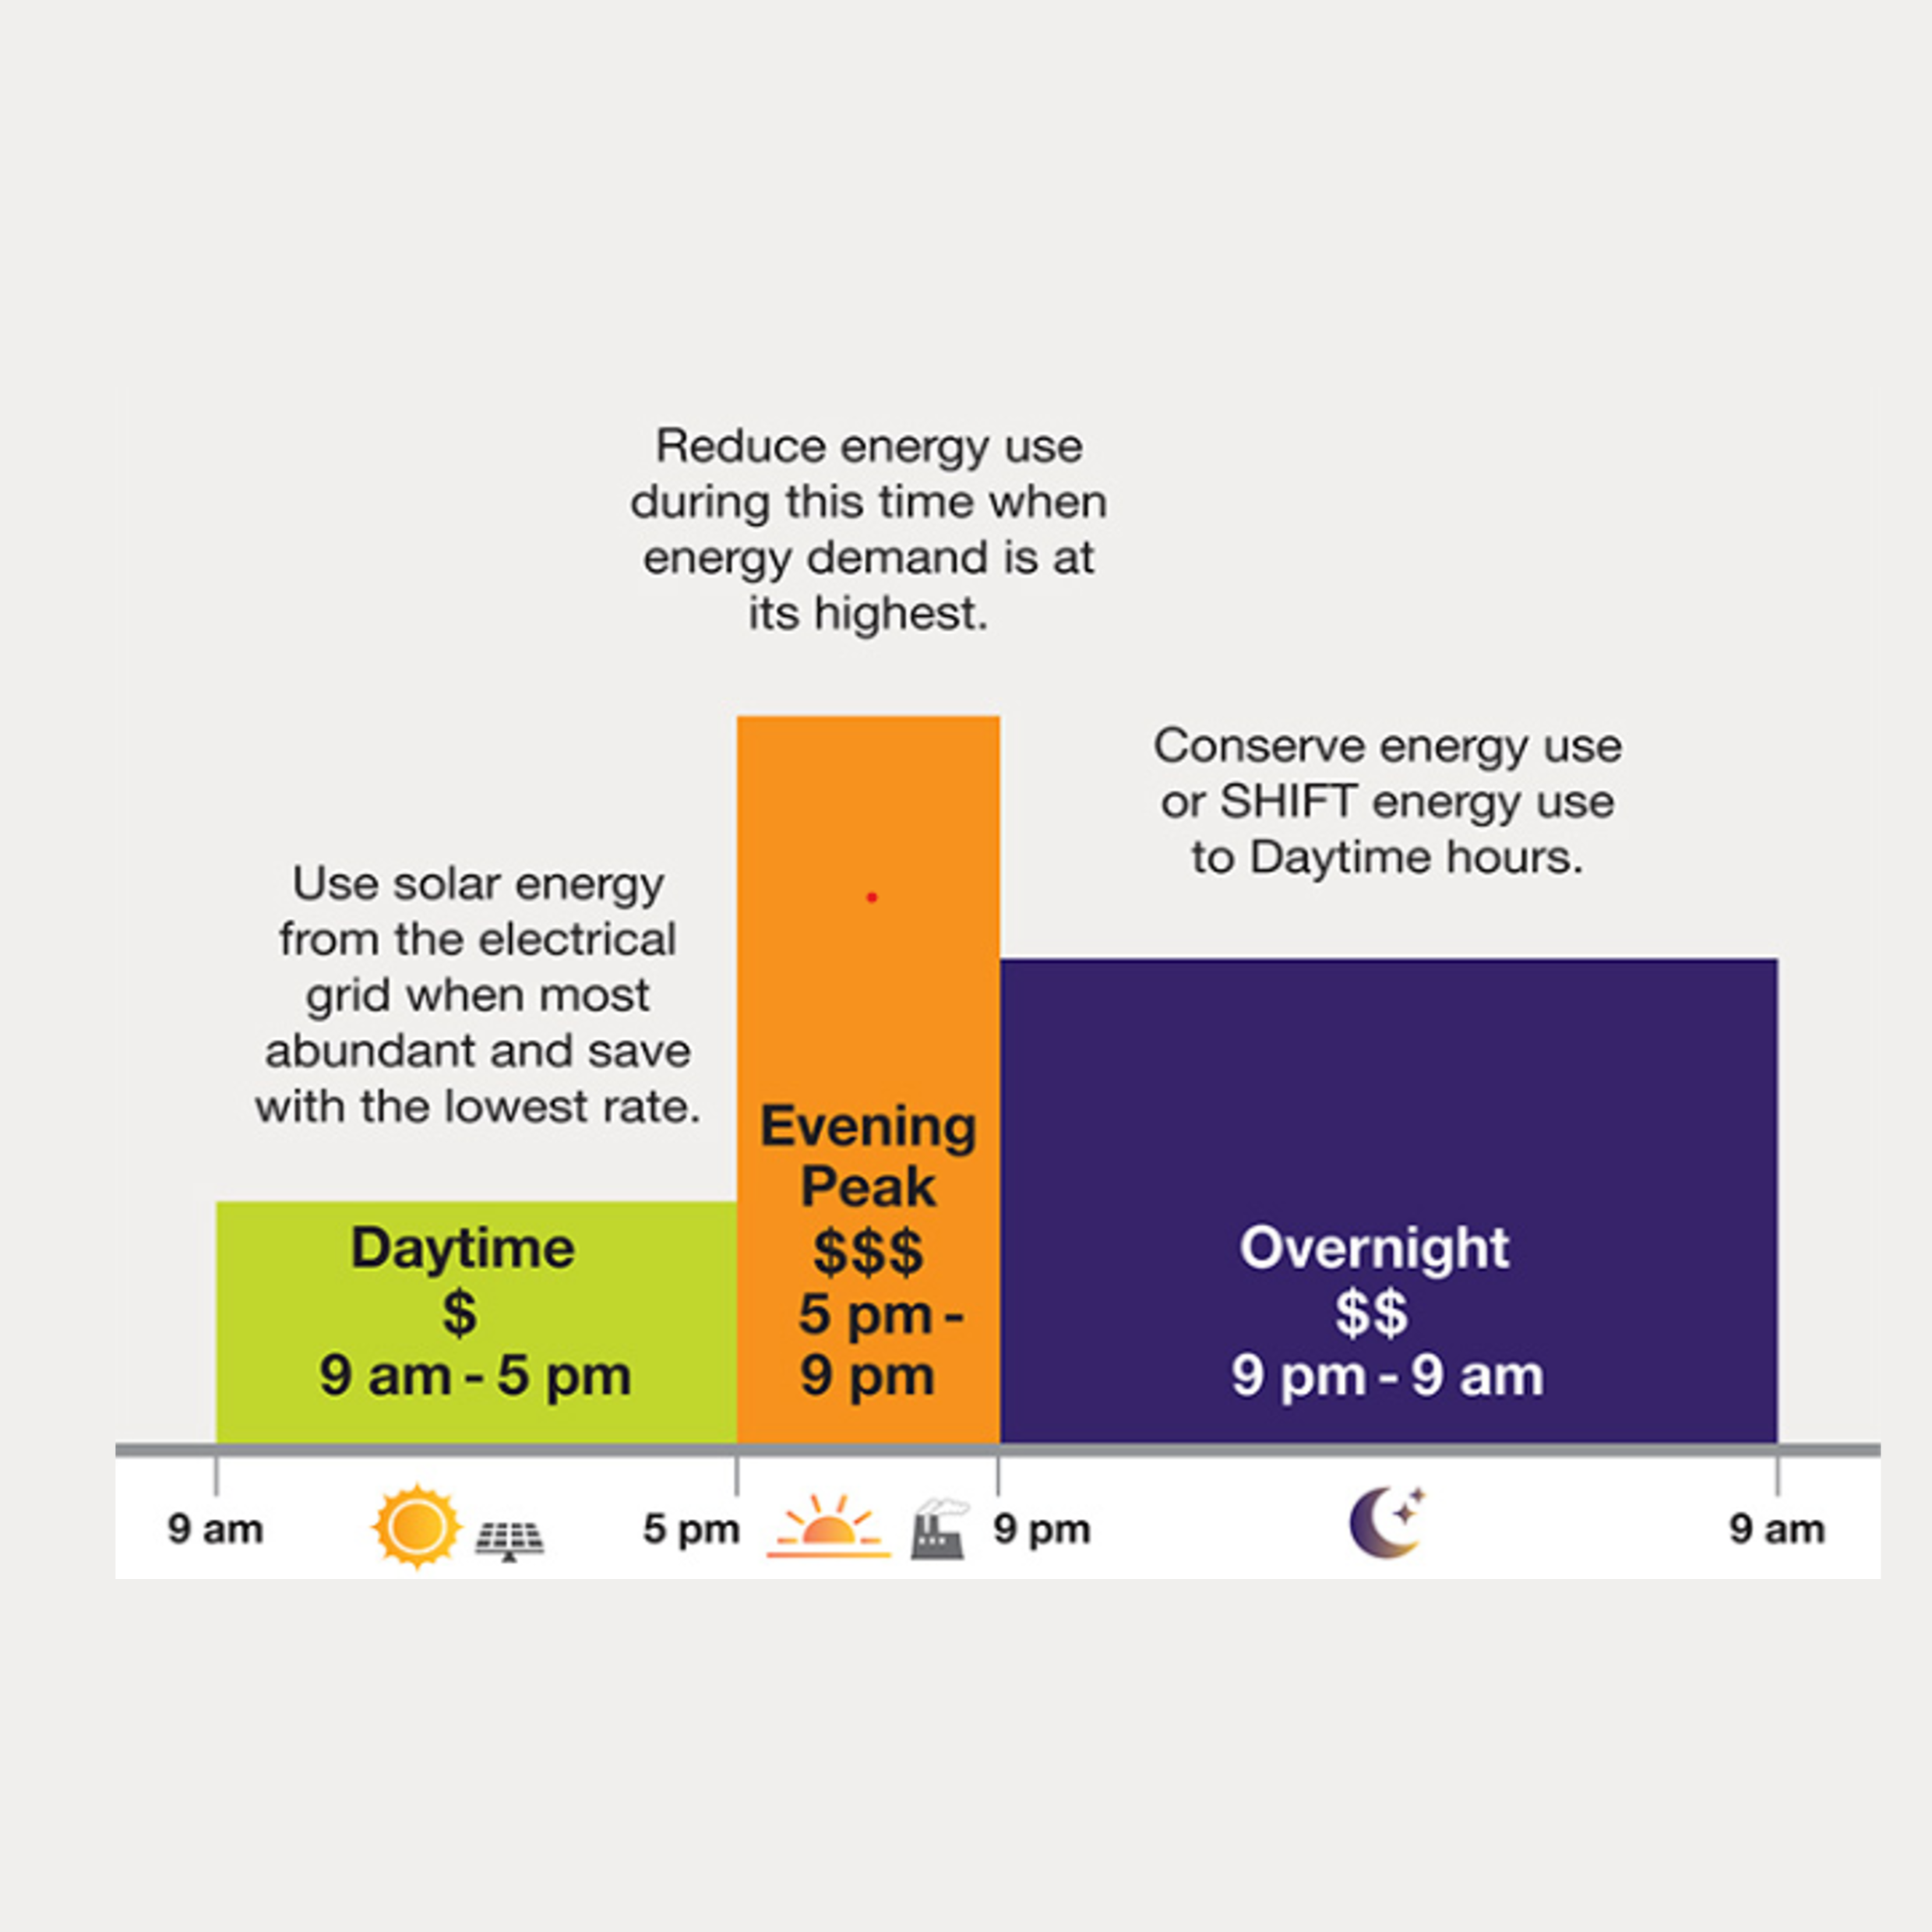 Reduce energy use
during this time when
energy demand is at
its highest.
Conserve energy use
or SHIFT energy use
to Daytime hours.
Use solar energy
from the electrical
grid when most
abundant and save
with the lowest rate.
Daytime
$
9 am - 5 pm
Evening
Peak
$$$
5 pm -
9 pm
Overnight
$$
9 pm - 9 am
9 am
5 pm
9 pm
9 am